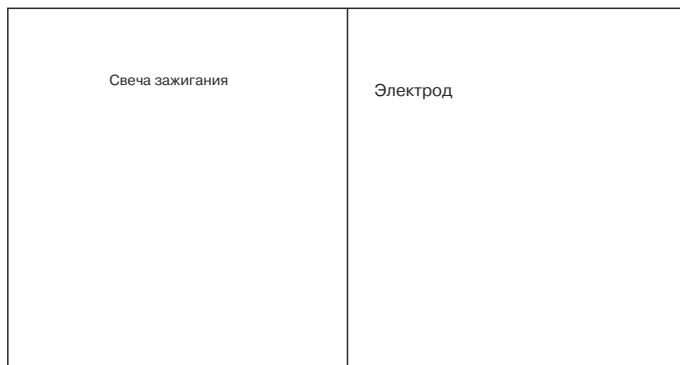 Свеча зажигания
Электрод